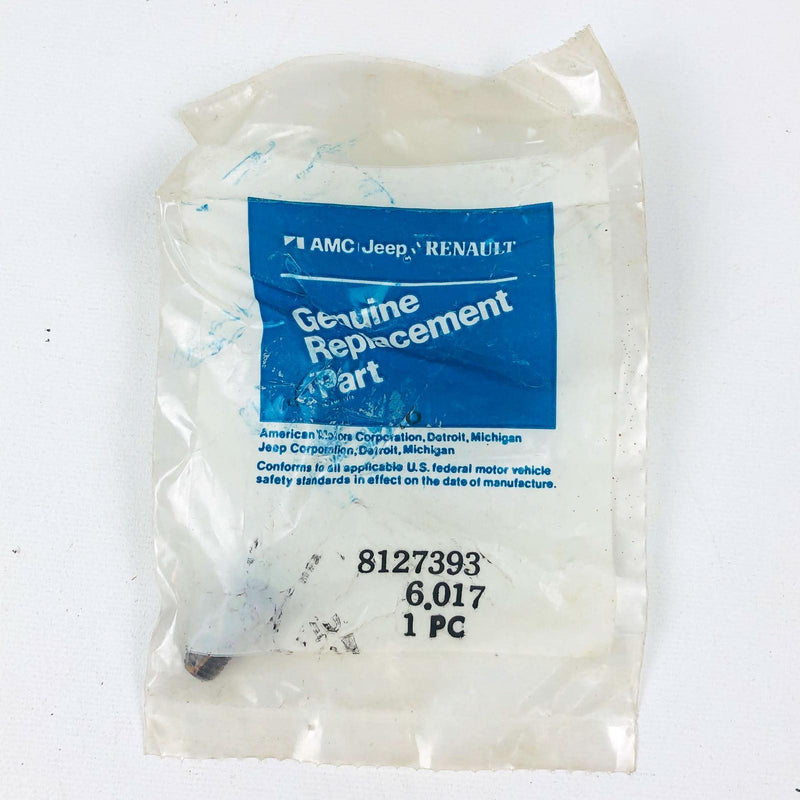 AMC Jeep RENAULT
Genuine
Replacement
Part
American Motors Corporation, Detroit, Michigan
Jeep Corporation, Detroit, Michigan
Conforms to all applicable U.S. federal motor vehicle
safety standards in effect on the date of manufacture.
8127393
6.017
1 PC